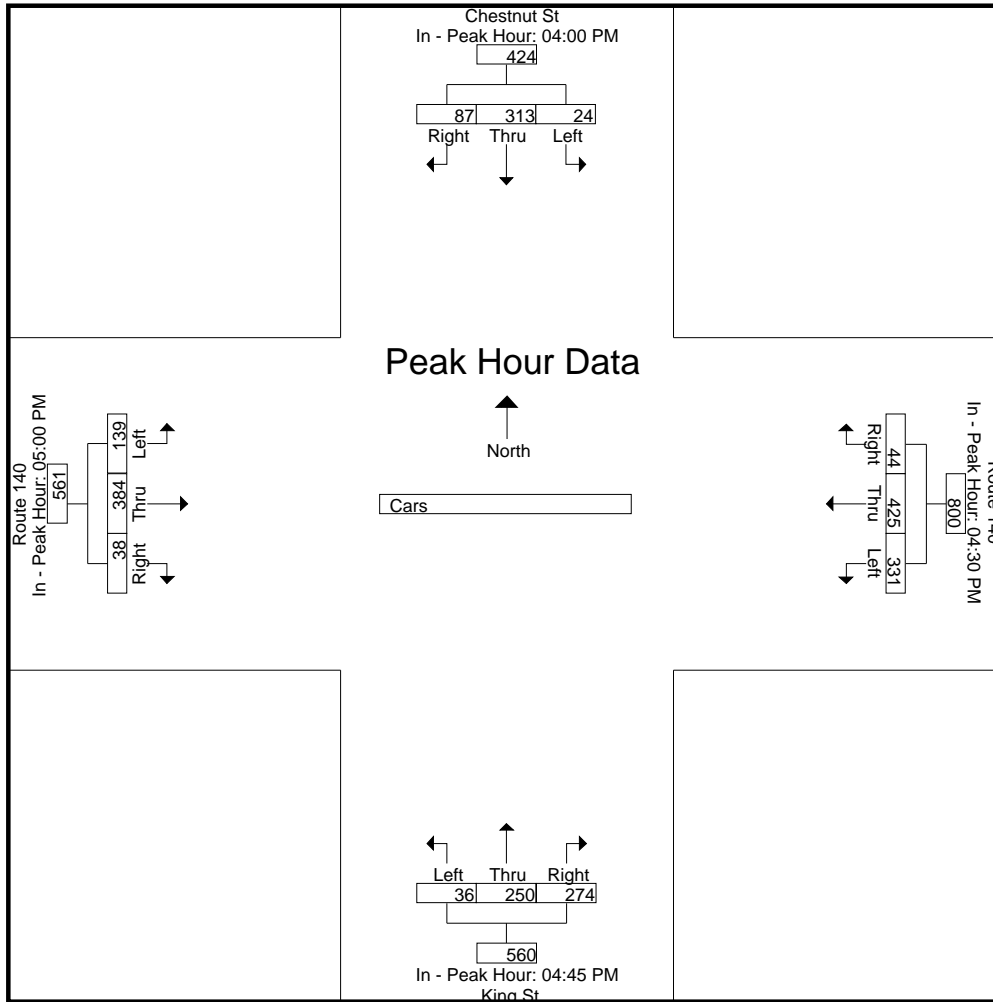 Chestnut St
In - Peak Hour: 04:00 PM
424
87 313 24
Right Thru Left
Peak Hour Data
North
Cars
Route 140
In - Peak Hour: 05:00 PM
561
139 384 38
Left Thru Right
Route 140
In - Peak Hour: 04:30 PM
800
44 425 331
Right Thru Left
Left Thru Right
36 250 274
560
In - Peak Hour: 04:45 PM
King St